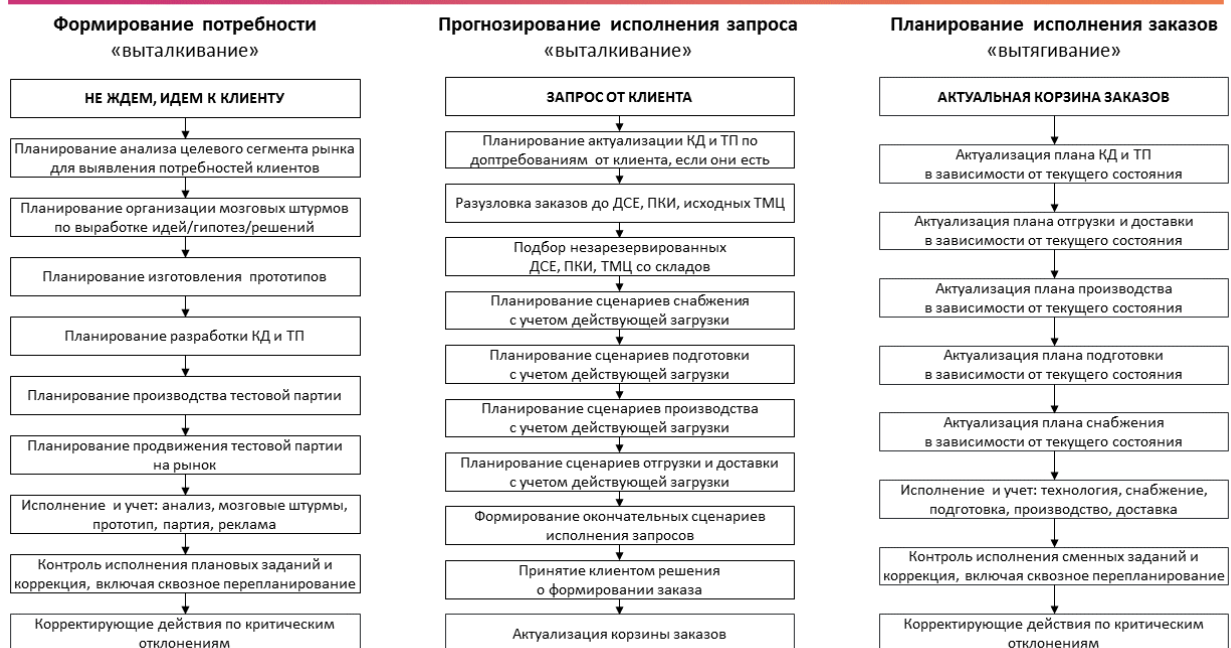 Формирование потребности
«выталкивание»
НЕ ЖДЕМ, ИДЕМ К КЛИЕНТУ
Планирование анализа целевого сегмента рынка
для выявления потребностей клиентов
Планирование организации мозговых штурмов
по выработке идей/гипотез/решений
Планирование изготовления прототипов
Планирование разработки КД и ТП
Планирование производства тестовой партии
Планирование продвижения тестовой партии
на рынок
Исполнение и учет: анализ, мозговые штурмы,
прототип, партия, реклама
Контроль исполнения плановых заданий и
коррекция, включая сквозное перепланирование
Корректирующие действия по критическим
отклонениям
Прогнозирование исполнения запроса
«выталкивание»
ЗАПРОС ОТ КЛИЕНТА
Планирование актуализации КД и ТП по
доптребованиям от клиента, если они есть
Разузловка заказов до ДСЕ, ПКИ, исходных ТМЦ
Подбор незарезервированных
ДСЕ, ПКИ, ТМЦ со складов
Планирование сценариев снабжения
с учетом действующей загрузки
Планирование сценариев подготовки
с учетом действующей загрузки
Планирование сценариев производства
с учетом действующей загрузки
Планирование сценариев отгрузки и доставки
с учетом действующей загрузки
Формирование окончательных сценариев
исполнения запросов
Принятие клиентом решения
о формировании заказа
Актуализация корзины заказов
Планирование исполнения заказов
«вытягивание»
АКТУАЛЬНАЯ КОРЗИНА ЗАКАЗОВ
Актуализация плана КД и ТП
в зависимости от текущего состояния
Актуализация плана отгрузки и доставки
в зависимости от текущего состояния
Актуализация плана производства
в зависимости от текущего состояния
Актуализация плана подготовки
в зависимости от текущего состояния
Актуализация плана снабжения
в зависимости от текущего состояния
Исполнение и учет: технология, снабжение,
подготовка, производство, доставка
Контроль исполнения сменных заданий и
коррекция, включая сквозное перепланирование
Корректирующие действия по критическим
отклонениям